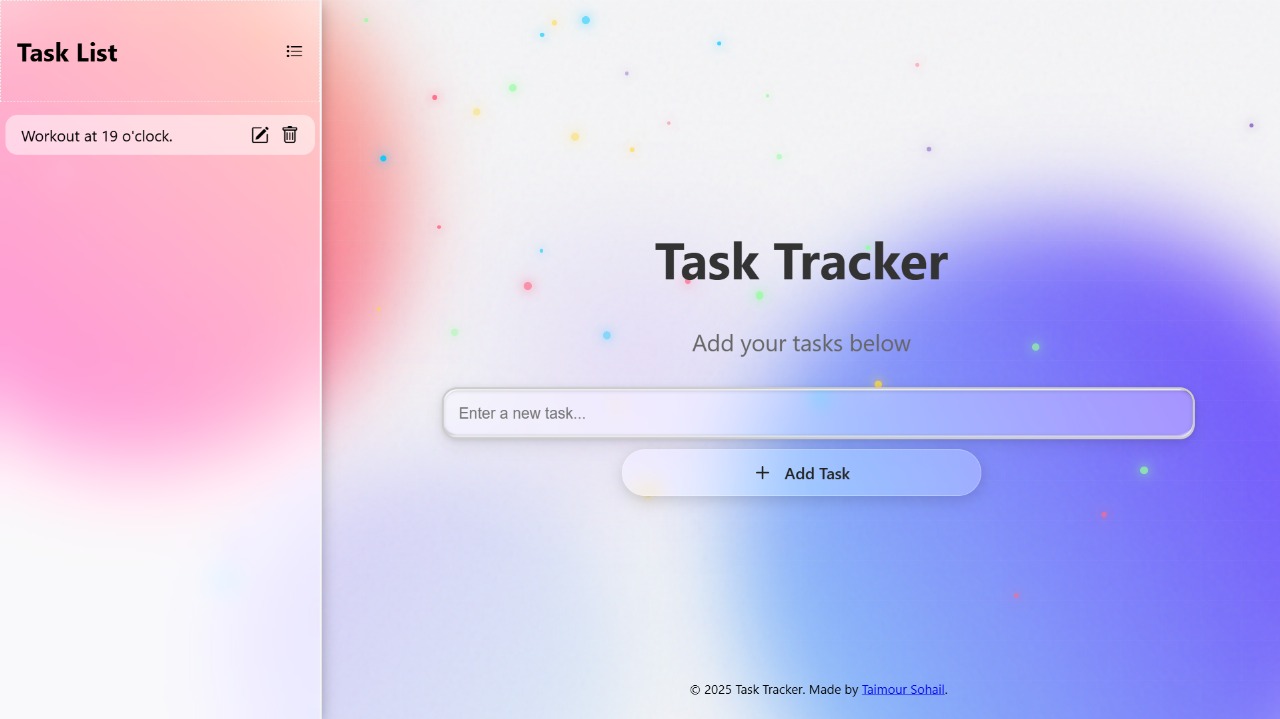 Task List
Workout at 19 o'clock.
Task Tracker
Add your tasks below
Enter a new task...
Add Task
© 2025 Task Tracker. Made by Taimour Sohail.